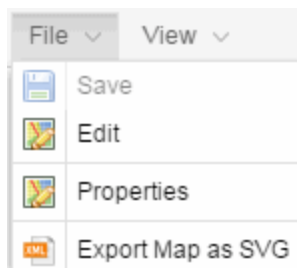 File View
Save
Edit
Properties
XML Export Map as SVG